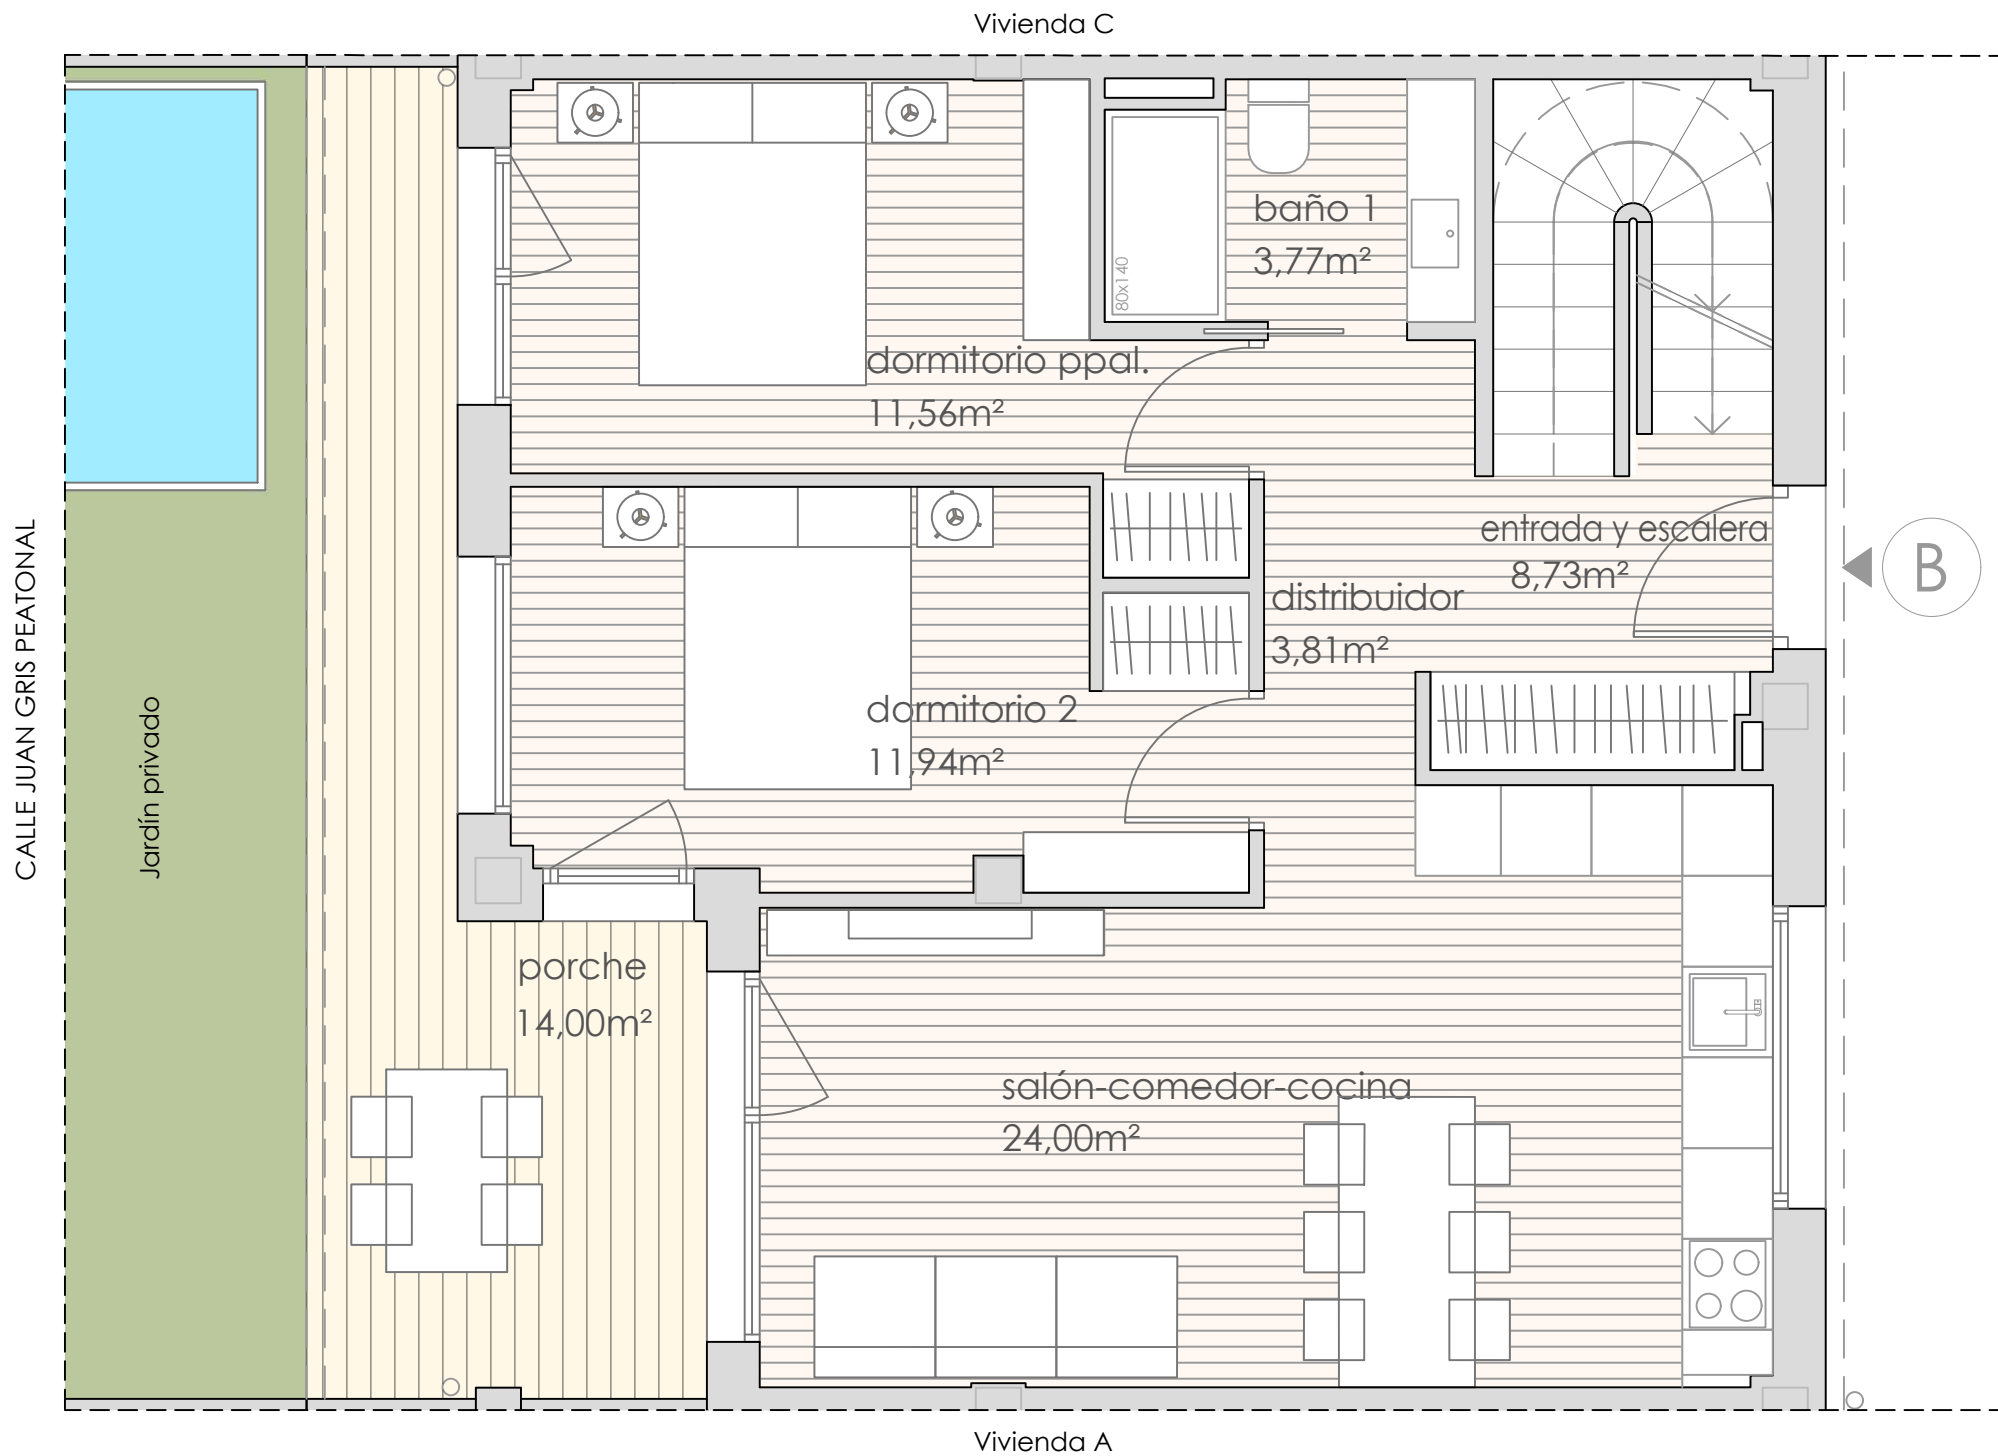 Vivienda C
baño 1
3,77m²
80x140
dormitorio ppal.
11,56m²
entrada y escalera
8,73m²
B
distribuidor
3,81m²
CALLE JUAN GRIS PEATONAL
Jardín privado
dormitorio 2
11,94m²
porche
14,00m²
salón-comedor-cocina
24,00m²
Vivienda A